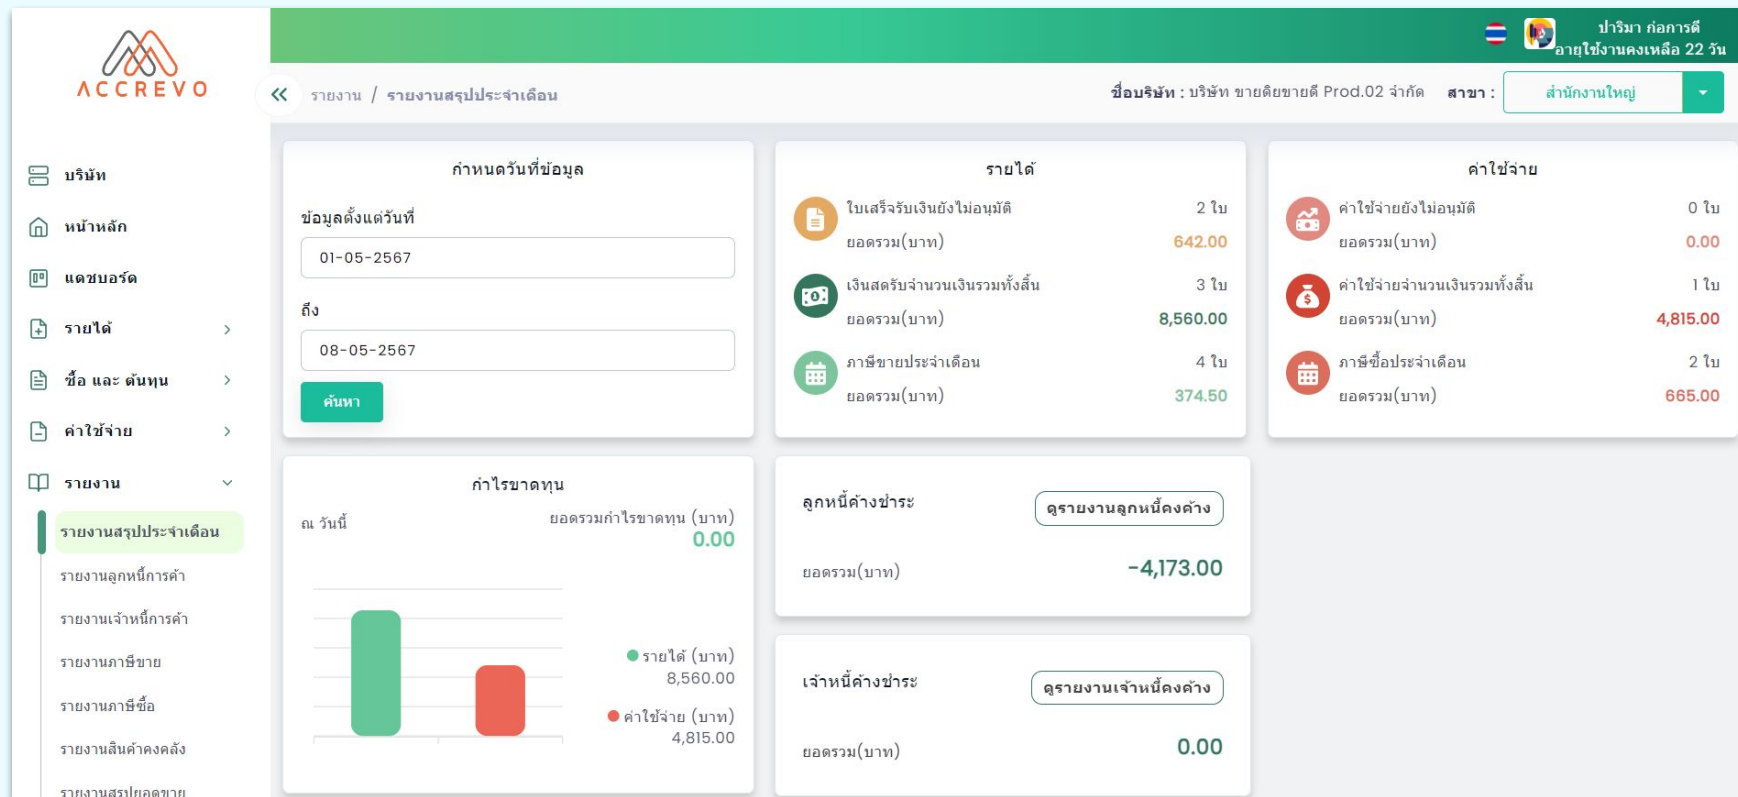 ACCREVO
ปาริมา ก่อการดี
อายุใช้งานคงเหลือ 22 วัน
รายงาน / รายงานสรุปประจำเดือน
ชื่อบริษัท : บริษัท ขายดิยขายดี Prod.02 จำกัด สาขา : สำนักงานใหญ่
บริษัท
หน้าหลัก
แดชบอร์ด
รายได้
ซื้อ และ ต้นทุน
ค่าใช้จ่าย
รายงาน
รายงานสรุปประจำเดือน
รายงานลูกหนี้การค้า
รายงานเจ้าหนี้การค้า
รายงานภาษีขาย
รายงานภาษีซื้อ
รายงานสินค้าคงคลัง
รายงานสรุปยอดขาย
กำหนดวันที่ข้อมูล
ข้อมูลตั้งแต่วันที่
01-05-2567
ถึง
08-05-2567
ค้นหา
รายได้
ใบเสร็จรับเงินยังไม่อนุมัติ 2 ใบ
ยอดรวม(บาท) 642.00
เงินสดรับจำนวนเงินรวมทั้งสิ้น 3 ใบ
ยอดรวม(บาท) 8,560.00
ภาษีขายประจำเดือน 4 ใบ
ยอดรวม(บาท) 374.50
ค่าใช้จ่าย
ค่าใช้จ่ายยังไม่อนุมัติ 0 ใบ
ยอดรวม(บาท) 0.00
ค่าใช้จ่ายจำนวนเงินรวมทั้งสิ้น 1 ใบ
ยอดรวม(บาท) 4,815.00
ภาษีซื้อประจำเดือน 2 ใบ
ยอดรวม(บาท) 665.00
กำไรขาดทุน
ณ วันนี้ ยอดรวมกำไรขาดทุน (บาท)
0.00
รายได้ (บาท)
8,560.00
ค่าใช้จ่าย (บาท)
4,815.00
ลูกหนี้ค้างชำระ ดูรายงานลูกหนี้คงค้าง
ยอดรวม(บาท) -4,173.00
เจ้าหนี้ค้างชำระ ดูรายงานเจ้าหนี้คงค้าง
ยอดรวม(บาท) 0.00